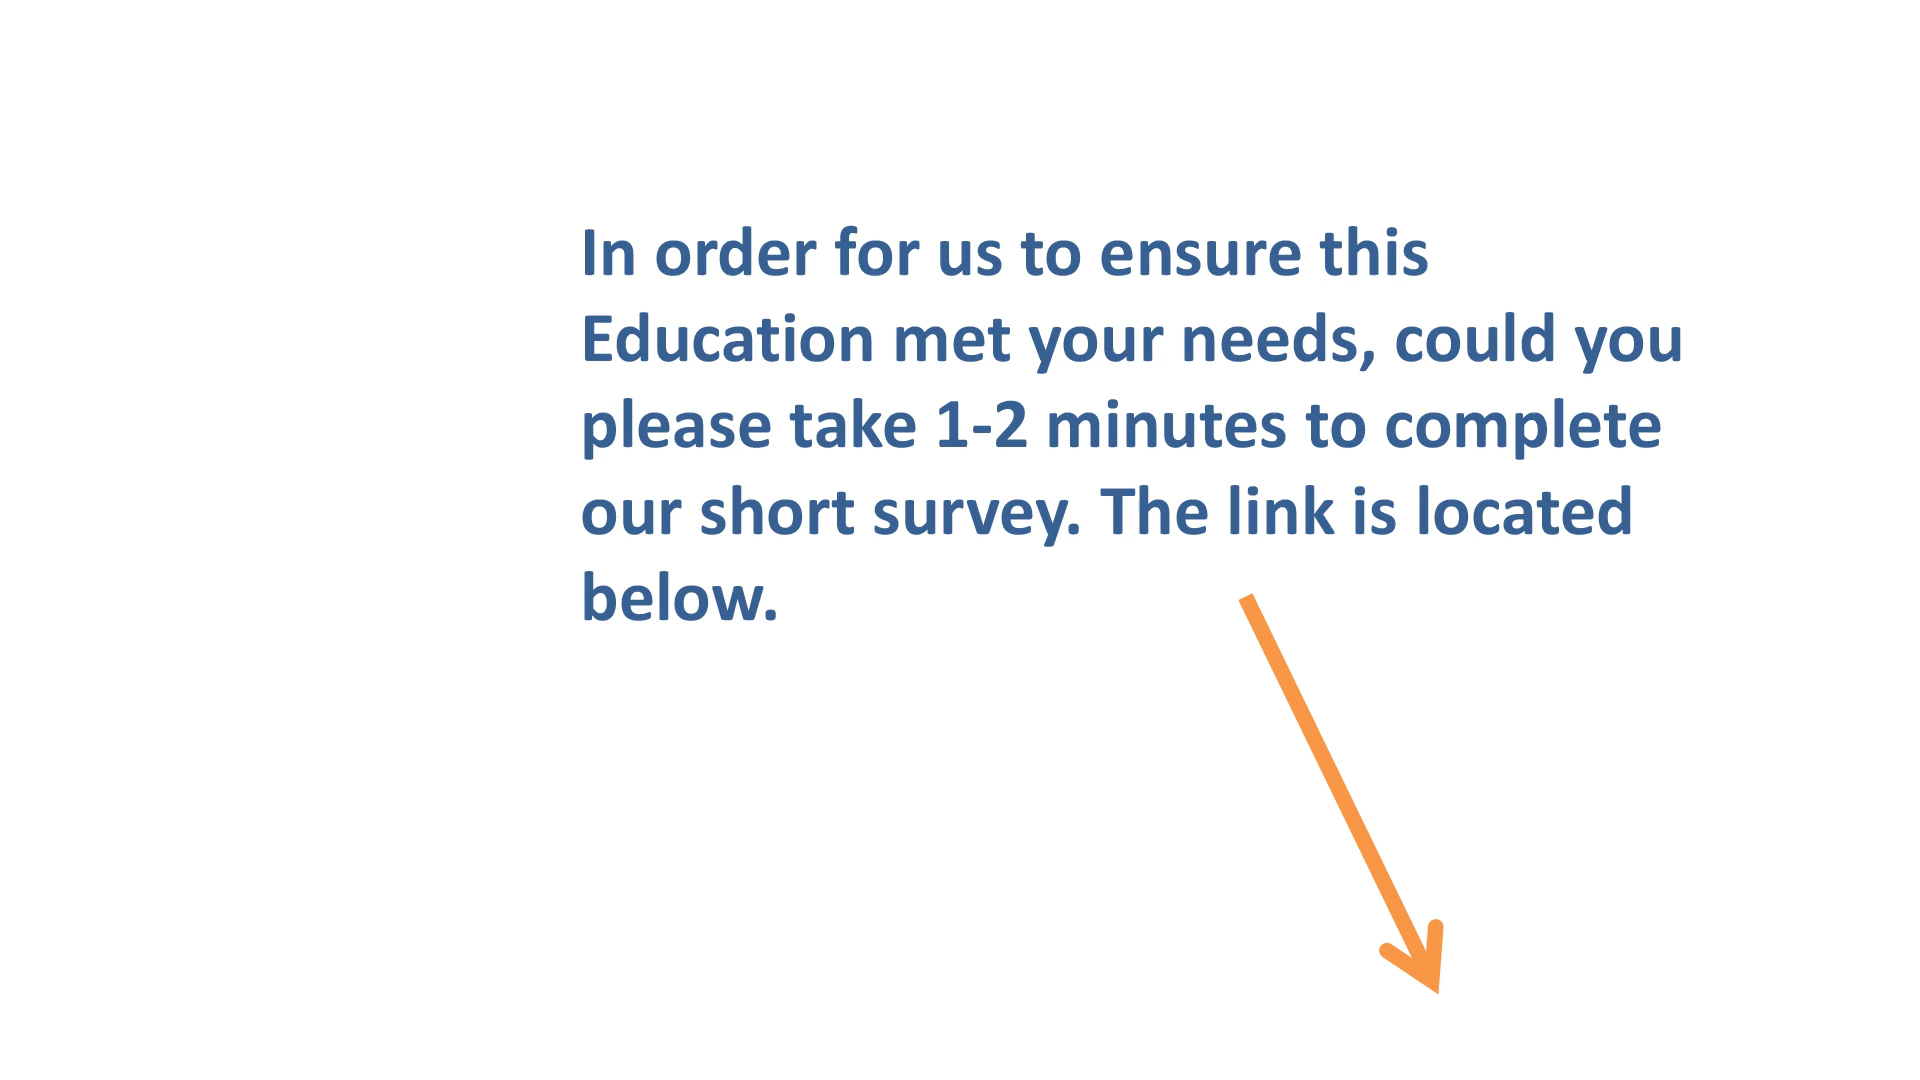 In order for us to ensure this
Education met your needs, could you
please take 1-2 minutes to complete
our short survey. The link is located
below.